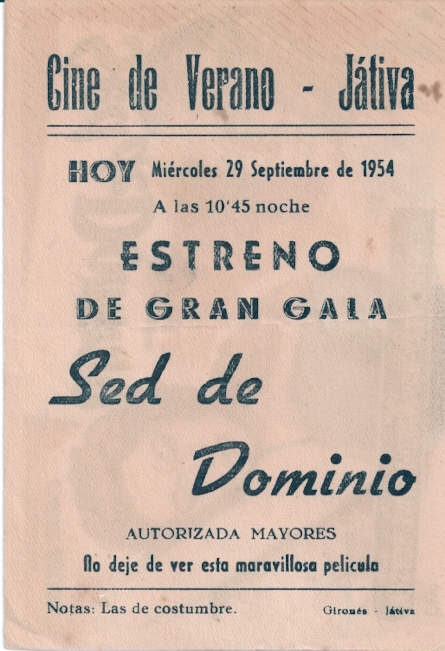 Cine de Verano - Játiva
HOY Miércoles 29 Septiembre de 1954
A las 10'45 noche
ESTRENO
DE GRAN GALA
Sed de
Dominio
AUTORIZADA MAYORES
No deje de ver esta maravillosa pelicula
Notas: Las de costumbre. Gironés - Játiva